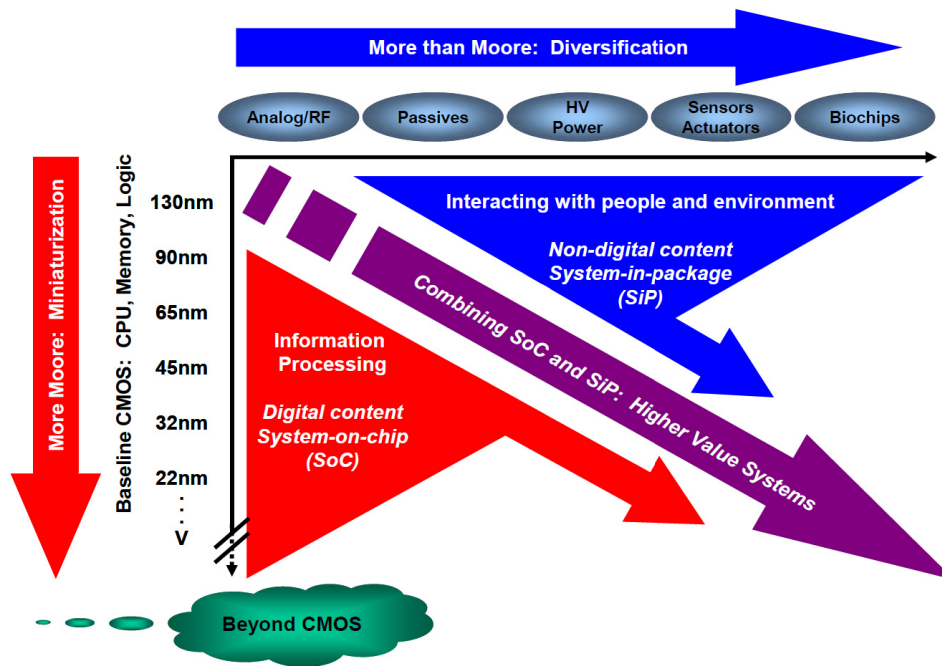 More than Moore: Diversification
Analog/RF
Passives
HV
Power
Sensors
Actuators
Biochips
More Moore: Miniaturization
Baseline CMOS: CPU, Memory, Logic
130nm
90nm
65nm
45nm
32nm
22nm
.
.
.
V
Interacting with people and environment
Non-digital content
System-in-package
(SiP)
Combining SoC and SiP: Higher Value Systems
Information
Processing
Digital content
System-on-chip
(SoC)
Beyond CMOS